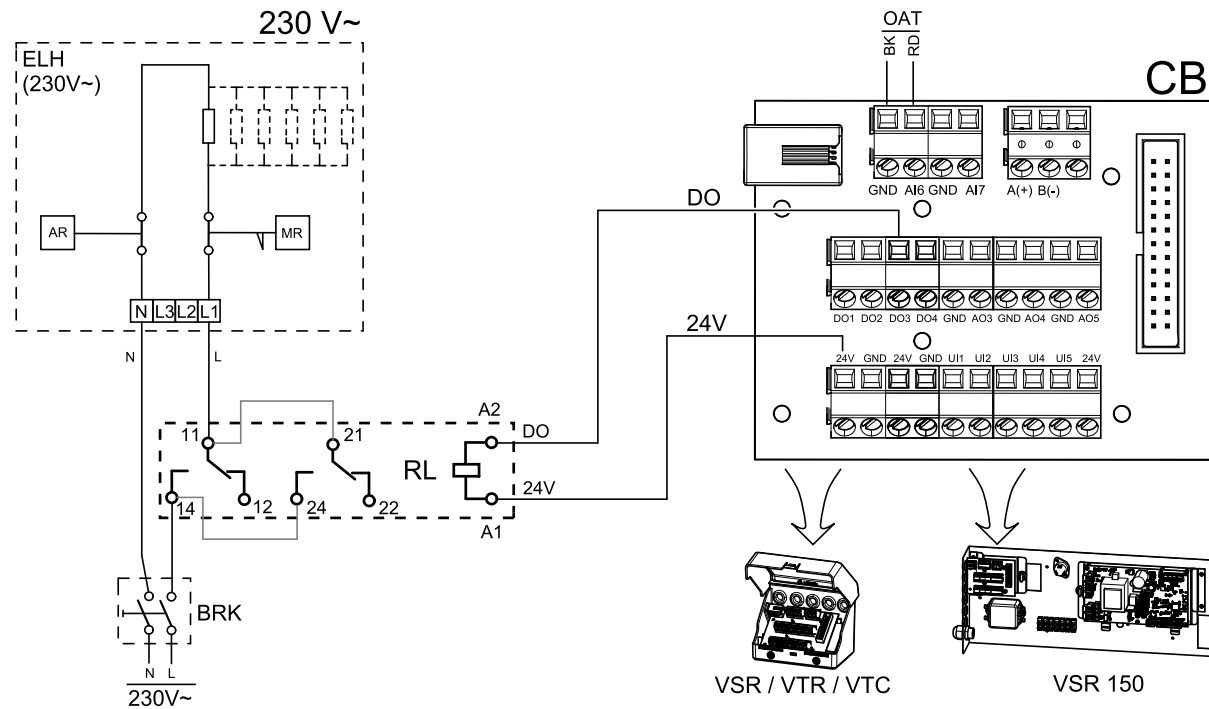 230 V~
OAT
ELH
(230V~)
BK
RD
CB
GND AI6 GND AI7
A(+) B(-)
DO
AR
MR
N L3 L2 L1
DO1 DO2 DO3 DO4 GND AO3 GND AO4 GND AO5
24V
N
L
24V GND 24V GND UI1 UI2 UI3 UI4 UI5 24V
A2
11
21
DO
RL
24V
14
12
24
22
A1
BRK
N L
230V~
VSR / VTR / VTC
VSR 150